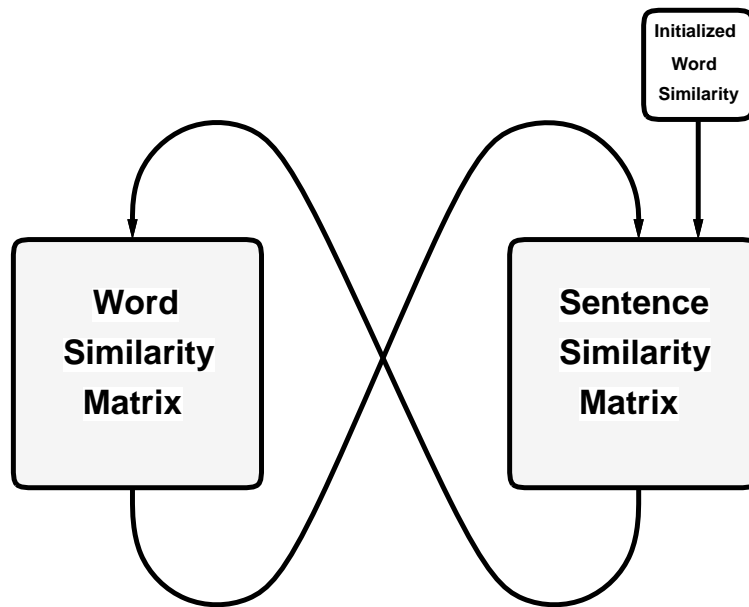 Initialized
Word
Similarity
Word
Similarity
Matrix
Sentence
Similarity
Matrix